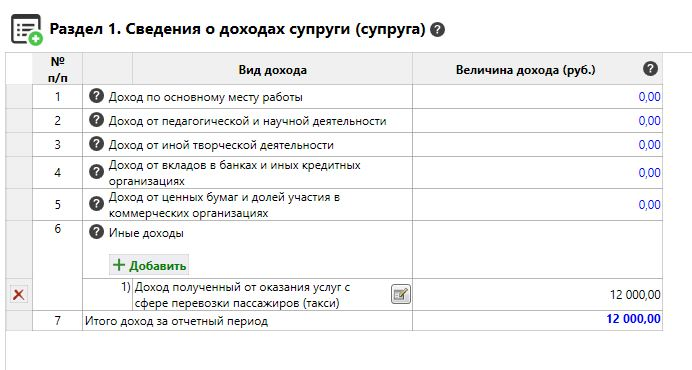 Раздел 1. Сведения о доходах супруги (супруга) ?
№
п/п
Вид дохода
Величина дохода (руб.) ?
1 ? Доход по основному месту работы 0,00
2 ? Доход от педагогической и научной деятельности 0,00
3 ? Доход от иной творческой деятельности 0,00
4 ? Доход от вкладов в банках и иных кредитных
организациях 0,00
5 ? Доход от ценных бумаг и долей участия в
коммерческих организациях 0,00
6 ? Иные доходы
+ Добавить
1) Доход полученный от оказания услуг с
сфере перевозки пассажиров (такси) 12 000,00
7 Итого доход за отчетный период 12 000,00